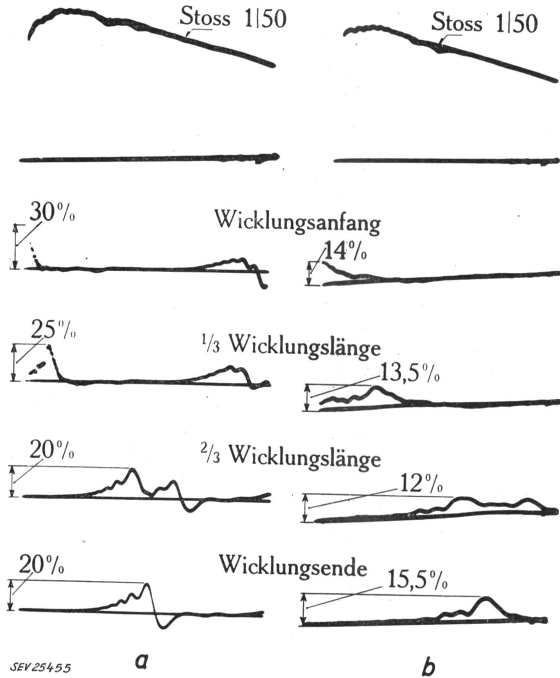 Stoss 1|50 Stoss 1|50
30% Wicklungsanfang
14%
25% 1/3 Wicklungslänge
13,5%
20% 2/3 Wicklungslänge
12%
20% Wicklungsende
15,5%
SEV 25455 a b